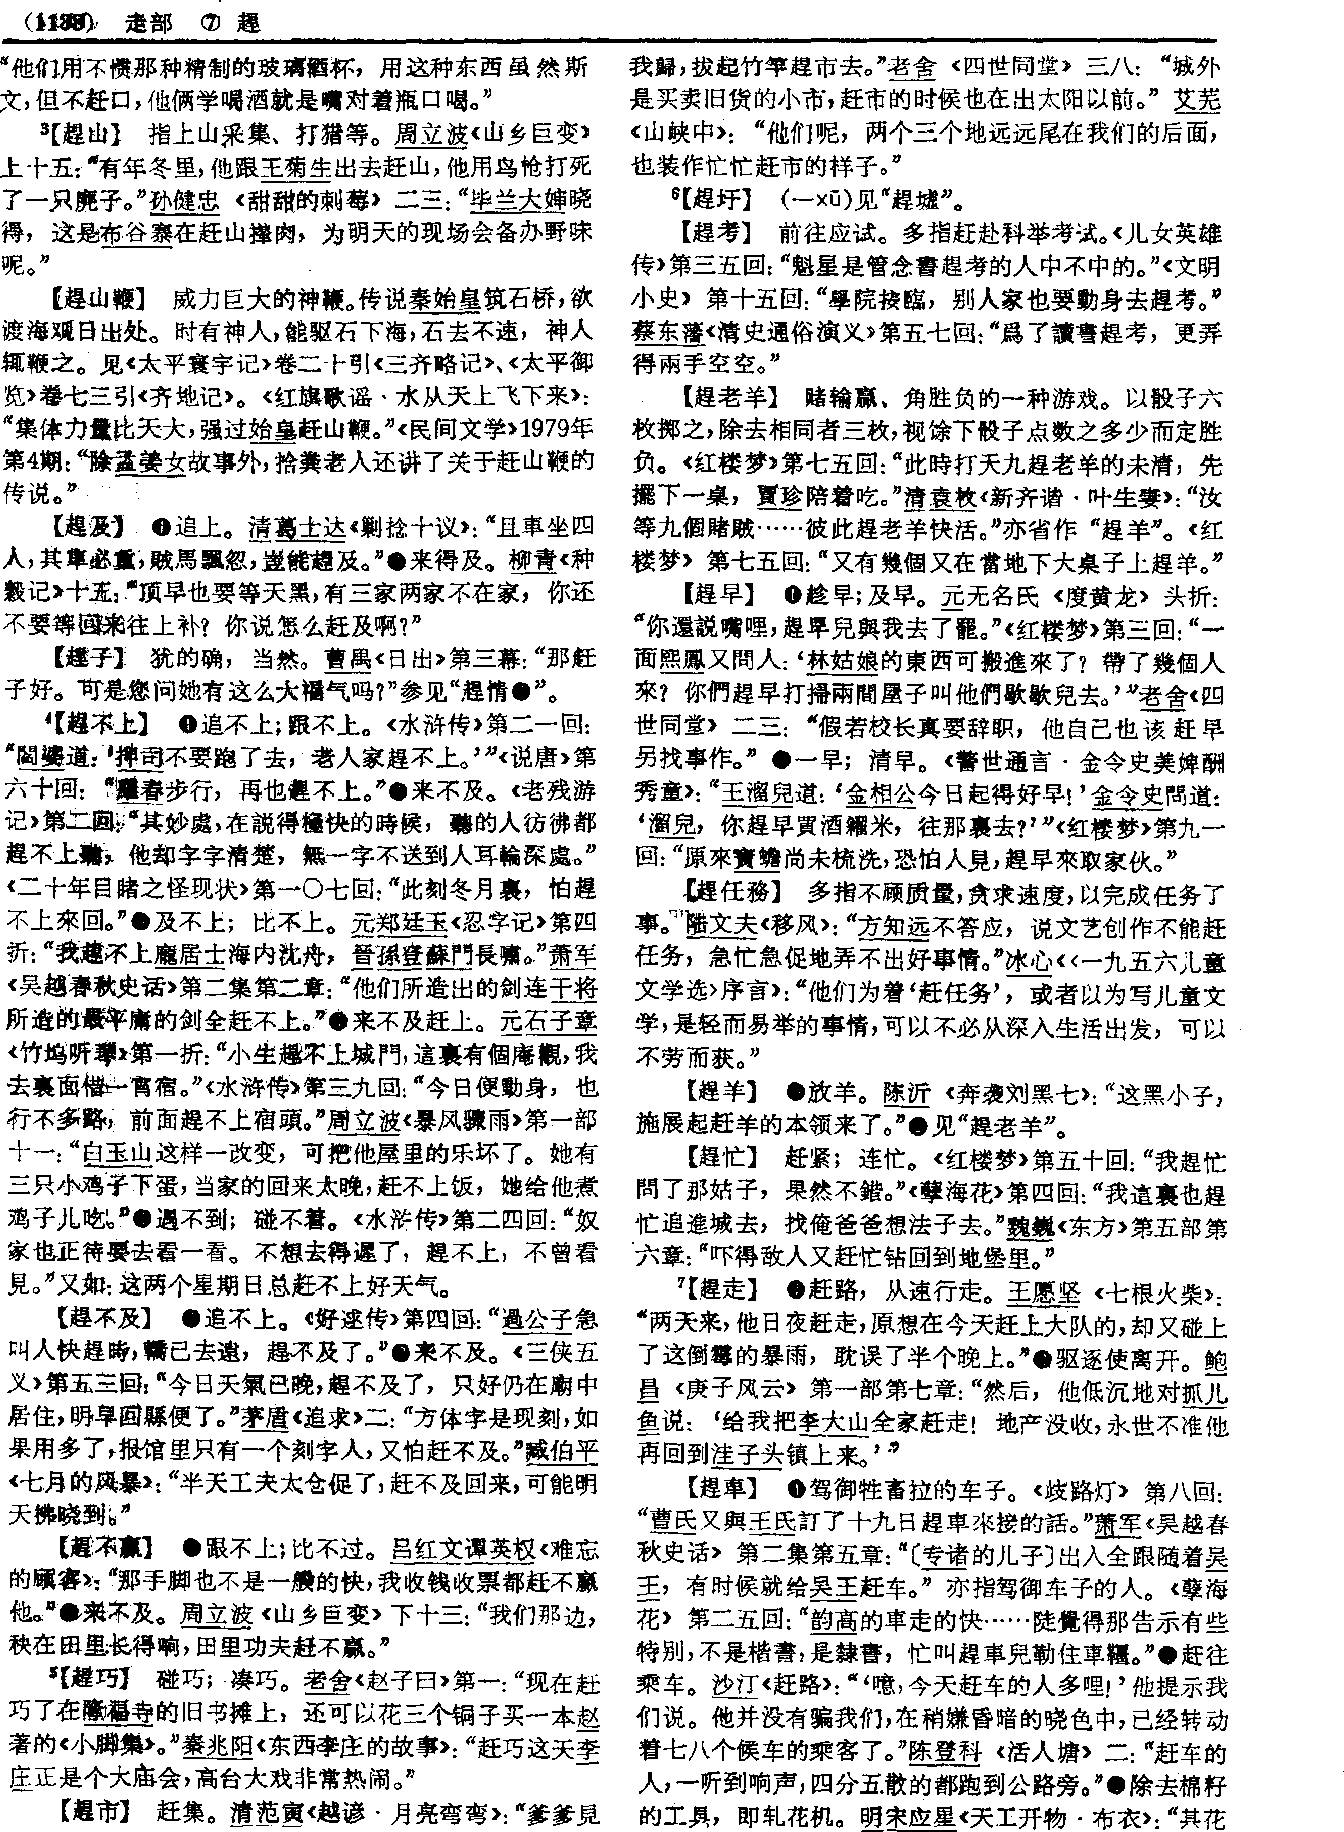 (1138) 走部 ⑦ 趕
“他们用不惯那种精制的玻璃酒杯，用这种东西虽然斯
文，但不赶口，他俩学喝酒就是嘴对着瓶口喝。”
³【趕山】 指上山采集、打猎等。周立波《山乡巨变》
上十五：“有年冬里，他跟王菊生出去赶山，他用鸟枪打死
了一只麂子。”孙健忠《甜甜的刺莓》二三：“毕兰大婶晓
得，这是布谷寨在赶山撵肉，为明天的现场会备办野味
呢。”
【趕山鞭】 威力巨大的神鞭。传说秦始皇筑石桥，欲
渡海观日出处。时有神人，能驱石下海，石去不速，神人
辄鞭之。见《太平寰宇记》卷二十引《三齐略记》、《太平御
览》卷七三引《齐地记》。《红旗歌谣·水从天上飞下来》：
“集体力量比天大，强过始皇赶山鞭。”《民间文学》1979年
第4期：“除孟姜女故事外，拾粪老人还讲了关于赶山鞭的
传说。”
【趕及】 ❶追上。清葛士达《剿捻十议》：“且車坐四
人，其隼必重，賊馬飄忽，豈能趕及。”●来得及。柳青《种
穀记》十五：“顶早也要等天黑，有三家两家不在家，你还
不要等回来往上补？你说怎么赶及啊？”
【趕子】 犹的确，当然。曹禺《日出》第三幕：“那赶
子好。可是您问她有这么大福气吗？”参见“趕情●”。
⁴【趕不上】 ❶追不上；跟不上。《水浒传》第二一回：
“閻婆道：‘押司不要跑了去，老人家趕不上。’”《说唐》第
六十回：“羅春步行，再也趕不上。”●来不及。《老残游
记》第二回：“其妙處，在説得極快的時候，聽的人彷彿都
趕不上聽，他却字字清楚，無一字不送到人耳輪深處。”
《二十年目睹之怪现状》第一〇七回：“此刻冬月裏，怕趕
不上來回。”●及不上；比不上。元郑廷玉《忍字记》第四
折：“我趕不上龐居士海内沈舟，晉孫登蘇門長嘯。”萧军
《吴越春秋史话》第二集第二章：“他们所造出的剑连干将
所造的最平庸的剑全赶不上。”●来不及赶上。元石子章
《竹坞听琴》第一折：“小生趕不上城門，這裏有個庵觀，我
去裏面借一宵宿。”《水浒传》第三九回：“今日便動身，也
行不多路，前面趕不上宿頭。”周立波《暴风骤雨》第一部
十一：“白玉山这样一改变，可把他屋里的乐坏了。她有
三只小鸡子下蛋，当家的回来太晚，赶不上饭，她给他煮
鸡子儿吃。”●遇不到；碰不着。《水浒传》第二四回：“奴
家也正待要去看一看。不想去得遲了，趕不上，不曾看
見。”又如：这两个星期日总赶不上好天气。
【趕不及】 ●追不上。《好逑传》第四回：“過公子急
叫人快趕時，轎已去遠，趕不及了。”●来不及。《三侠五
义》第五三回：“今日天氣已晚，趕不及了，只好仍在廟中
居住，明早回縣便了。”茅盾《追求》二：“方体字是现刻，如
果用多了，报馆里只有一个刻字人，又怕赶不及。”臧伯平
《七月的风暴》：“半天工夫太仓促了，赶不及回来，可能明
天拂晓到。”
【趕不赢】 ●跟不上；比不过。吕红文谭英权《难忘
的顾客》：“那手脚也不是一般的快，我收钱收票都赶不赢
他。”●来不及。周立波《山乡巨变》下十三：“我们那边，
秧在田里长得响，田里功夫赶不赢。”
⁵【趕巧】 碰巧；凑巧。老舍《赵子曰》第一：“现在赶
巧了在隆福寺的旧书摊上，还可以花三个铜子买一本赵
著的《小脚集》。”秦兆阳《东西李庄的故事》：“赶巧这天李
庄正是个大庙会，高台大戏非常热闹。”
【趕市】 赶集。清范寅《越谚·月亮弯弯》：“爹爹見
我歸，拔起竹竿趕市去。”老舍《四世同堂》三八：“城外
是买卖旧货的小市，赶市的时候也在出太阳以前。”艾芜
《山峡中》：“他们呢，两个三个地远远尾在我们的后面，
也装作忙忙赶市的样子。”
⁶【趕圩】 （—xū）见“趕墟”。
【趕考】 前往应试。多指赶赴科举考试。《儿女英雄
传》第三五回：“魁星是管念書趕考的人中不中的。”《文明
小史》第十五回：“學院按臨，别人家也要動身去趕考。”
蔡东藩《清史通俗演义》第五七回：“爲了讀書趕考，更弄
得兩手空空。”
【趕老羊】 赌输赢、角胜负的一种游戏。以骰子六
枚掷之，除去相同者三枚，视馀下骰子点数之多少而定胜
负。《红楼梦》第七五回：“此時打天九趕老羊的未清，先
擺下一桌，賈珍陪着吃。”清袁枚《新齐谐·叶生妻》：“汝
等九個賭賊……彼此趕老羊快活。”亦省作“趕羊”。《红
楼梦》第七五回：“又有幾個又在當地下大桌子上趕羊。”
【趕早】 ❶趁早；及早。元无名氏《度黄龙》头折：
“你還說嘴哩，趕早兒與我去了罷。”《红楼梦》第三回：“一
面熙鳳又問人：‘林姑娘的東西可搬進來了？帶了幾個人
來？你們趕早打掃兩間屋子叫他們歇歇兒去。’”老舍《四
世同堂》二三：“假若校长真要辞职，他自己也该赶早
另找事作。”●一早；清早。《警世通言·金令史美婢酬
秀童》：“王溜兒道：‘金相公今日起得好早！’金令史問道：
‘溜兒，你趕早買酒糴米，往那裏去？’”《红楼梦》第九一
回：“原來寶蟾尚未梳洗，恐怕人見，趕早來取家伙。”
【趕任務】 多指不顾质量，贪求速度，以完成任务了
事。陆文夫《移风》：“方知远不答应，说文艺创作不能赶
任务，急忙急促地弄不出好事情。”冰心《〈一九五六儿童
文学选〉序言》：“他们为着‘赶任务’，或者以为写儿童文
学，是轻而易举的事情，可以不必从深入生活出发，可以
不劳而获。”
【趕羊】 ●放羊。陈沂《奔袭刘黑七》：“这黑小子，
施展起赶羊的本领来了。”●见“趕老羊”。
【趕忙】 赶紧；连忙。《红楼梦》第五十回：“我趕忙
問了那姑子，果然不錯。”《孽海花》第四回：“我這裏也趕
忙追進城去，找俺爸爸想法子去。”魏巍《东方》第五部第
六章：“吓得敌人又赶忙钻回到地堡里。”
⁷【趕走】 ❶赶路，从速行走。王愿坚《七根火柴》：
“两天来，他日夜赶走，原想在今天赶上大队的，却又碰上
了这倒霉的暴雨，耽误了半个晚上。”●驱逐使离开。鲍
昌《庚子风云》第一部第七章：“然后，他低沉地对抓儿
鱼说：‘给我把李大山全家赶走！地产没收，永世不准他
再回到洼子头镇上来。’”
【趕車】 ❶驾御牲畜拉的车子。《歧路灯》第八回：
“曹氏又與王氏訂了十九日趕車來接的話。”萧军《吴越春
秋史话》第二集第五章：“〔专诸的儿子〕出入全跟随着吴
王，有时候就给吴王赶车。”亦指驾御车子的人。《孽海
花》第二五回：“韵高的車走的快……陡覺得那告示有些
特别，不是楷書，是隸書，忙叫趕車兒勒住車韁。”●赶往
乘车。沙汀《赶路》：“‘噫，今天赶车的人多哩！’他提示我
们说。他并没有骗我们，在稍嫌昏暗的晓色中，已经转动
着七八个候车的乘客了。”陈登科《活人塘》二：“赶车的
人，一听到响声，四分五散的都跑到公路旁。”●除去棉籽
的工具，即轧花机。明宋应星《天工开物·布衣》：“其花